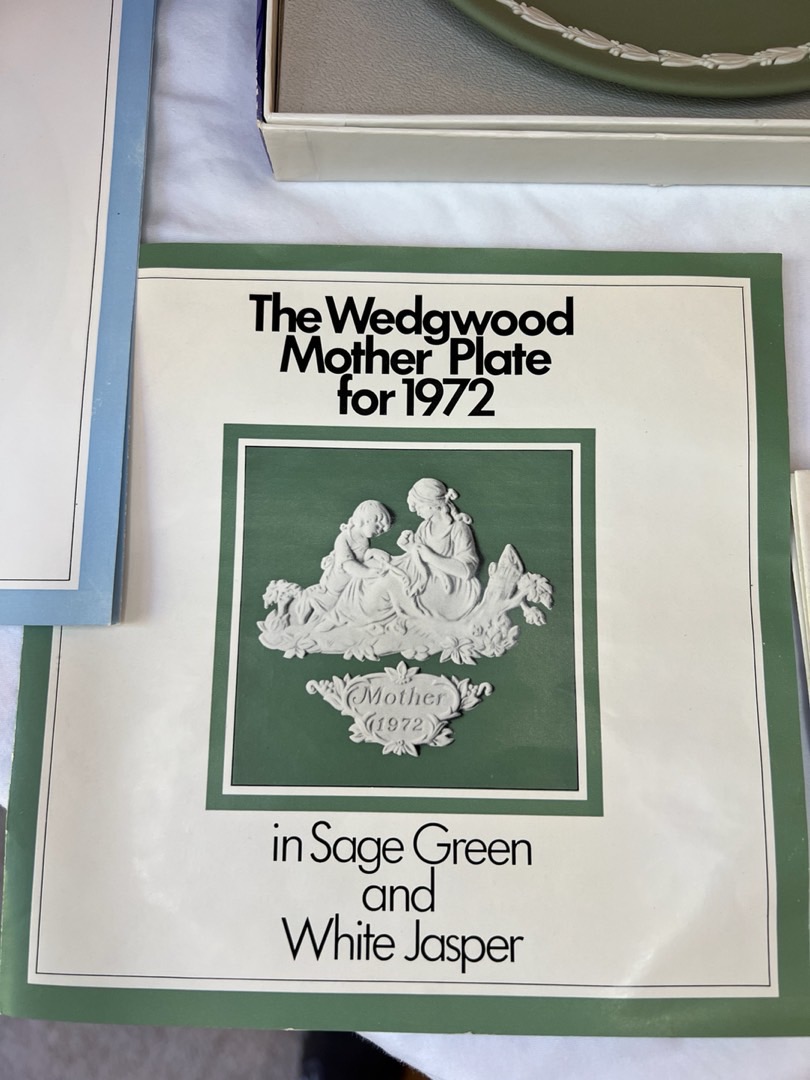 The Wedgwood
Mother Plate
for 1972
Mother
1972
in Sage Green
and
White Jasper